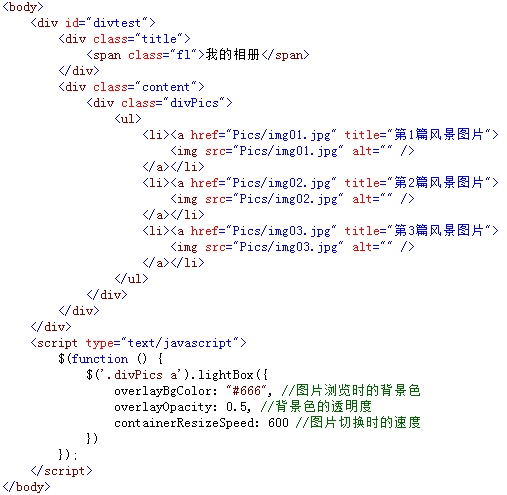 <body>
    <div id="divtest">
        <div class="title">
            <span class="fl">我的相册</span>
        </div>
        <div class="content">
            <div class="divPics">
                <ul>
                    <li><a href="Pics/img01.jpg" title="第1篇风景图片">
                        <img src="Pics/img01.jpg" alt="" />
                    </a></li>
                    <li><a href="Pics/img02.jpg" title="第2篇风景图片">
                        <img src="Pics/img02.jpg" alt="" />
                    </a></li>
                    <li><a href="Pics/img03.jpg" title="第3篇风景图片">
                        <img src="Pics/img03.jpg" alt="" />
                    </a></li>
                </ul>
            </div>
        </div>
    </div>
    <script type="text/javascript">
        $(function () {
            $('.divPics a').lightBox({
                overlayBgColor: "#666", //图片浏览时的背景色
                overlayOpacity: 0.5, //背景色的透明度
                containerResizeSpeed: 600 //图片切换时的速度
            })
        });
    </script>
</body>